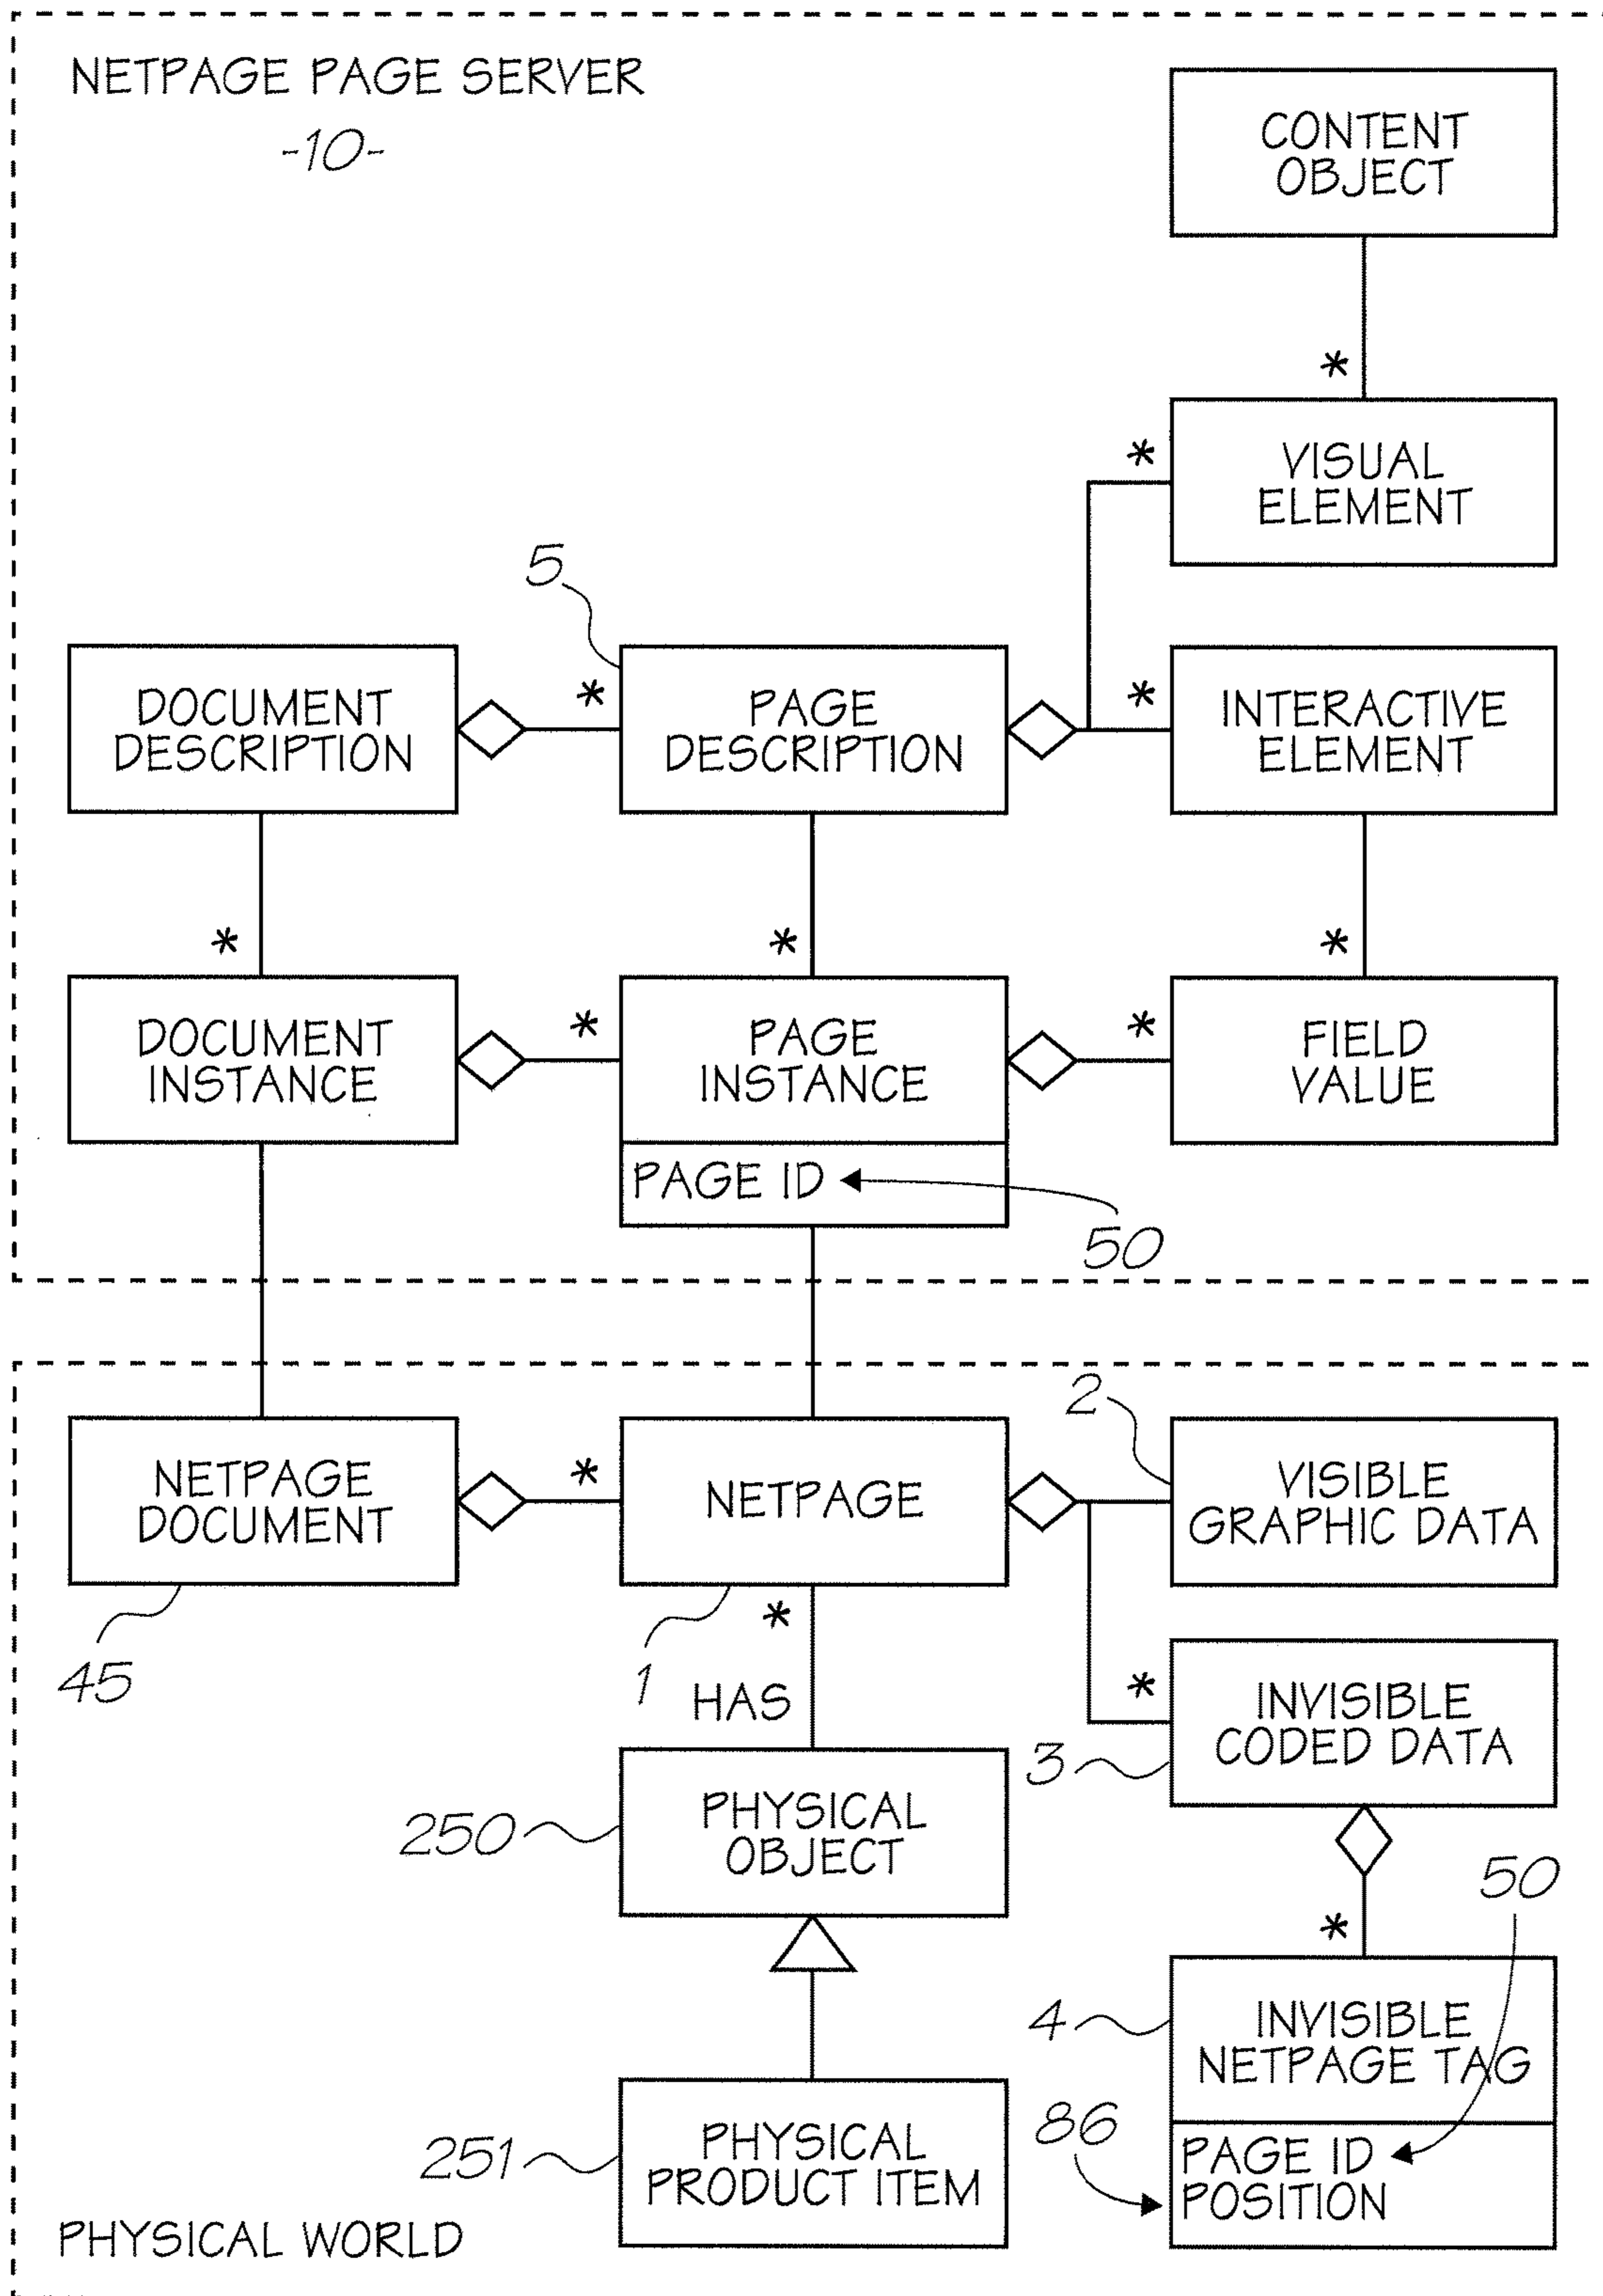 NETPAGE PAGE SERVER
-10-
CONTENT
OBJECT
*
*
VISUAL
ELEMENT
5
DOCUMENT
DESCRIPTION
*
PAGE
DESCRIPTION
*
INTERACTIVE
ELEMENT
*
*
*
DOCUMENT
INSTANCE
*
PAGE
INSTANCE
*
FIELD
VALUE
PAGE ID
50
NETPAGE
DOCUMENT
*
NETPAGE
2
VISIBLE
GRAPHIC DATA
45
1
*
HAS
*
INVISIBLE
CODED DATA
3
250
PHYSICAL
OBJECT
50
*
4
INVISIBLE
NETPAGE TAG
86
PAGE ID
POSITION
251
PHYSICAL
PRODUCT ITEM
PHYSICAL WORLD